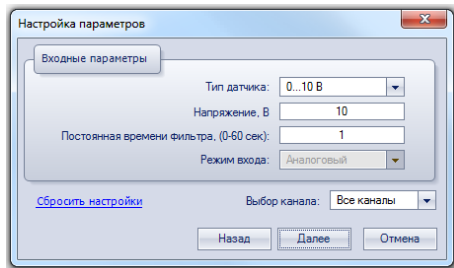 Настройка параметров
Входные параметры
Тип датчика: 0...10 В
Напряжение, В 10
Постоянная времени фильтра, (0-60 сек): 1
Режим входа: Аналоговый
Сбросить настройки Выбор канала: Все каналы
Назад Далее Отмена